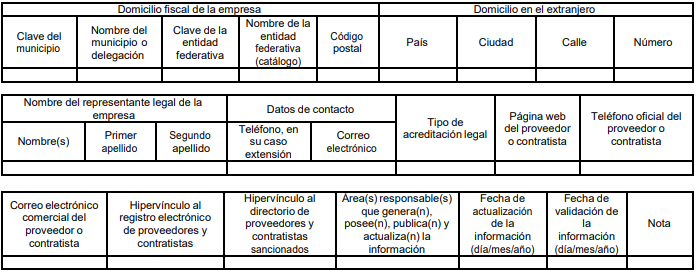 Domicilio fiscal de la empresa
Domicilio en el extranjero
Clave del
municipio
Nombre del
municipio o
delegación
Clave de la
entidad
federativa
Nombre de la
entidad
federativa
(catálogo)
Código
postal
País
Ciudad
Calle
Número
Nombre del representante legal de la
empresa
Datos de contacto
Tipo de
acreditación legal
Página web
del proveedor
o contratista
Teléfono oficial del
proveedor o
contratista
Nombre(s)
Primer
apellido
Segundo
apellido
Teléfono, en
su caso
extensión
Correo
electrónico
Correo electrónico
comercial del
proveedor o
contratista
Hipervínculo al
registro electrónico
de proveedores y
contratistas
Hipervínculo al
directorio de
proveedores y
contratistas
sancionados
Área(s) responsable(s)
que genera(n),
posee(n), publica(n) y
actualiza(n) la
información
Fecha de
actualización
de la
información
(día/mes/año)
Fecha de
validación de
la
información
(día/mes/año)
Nota